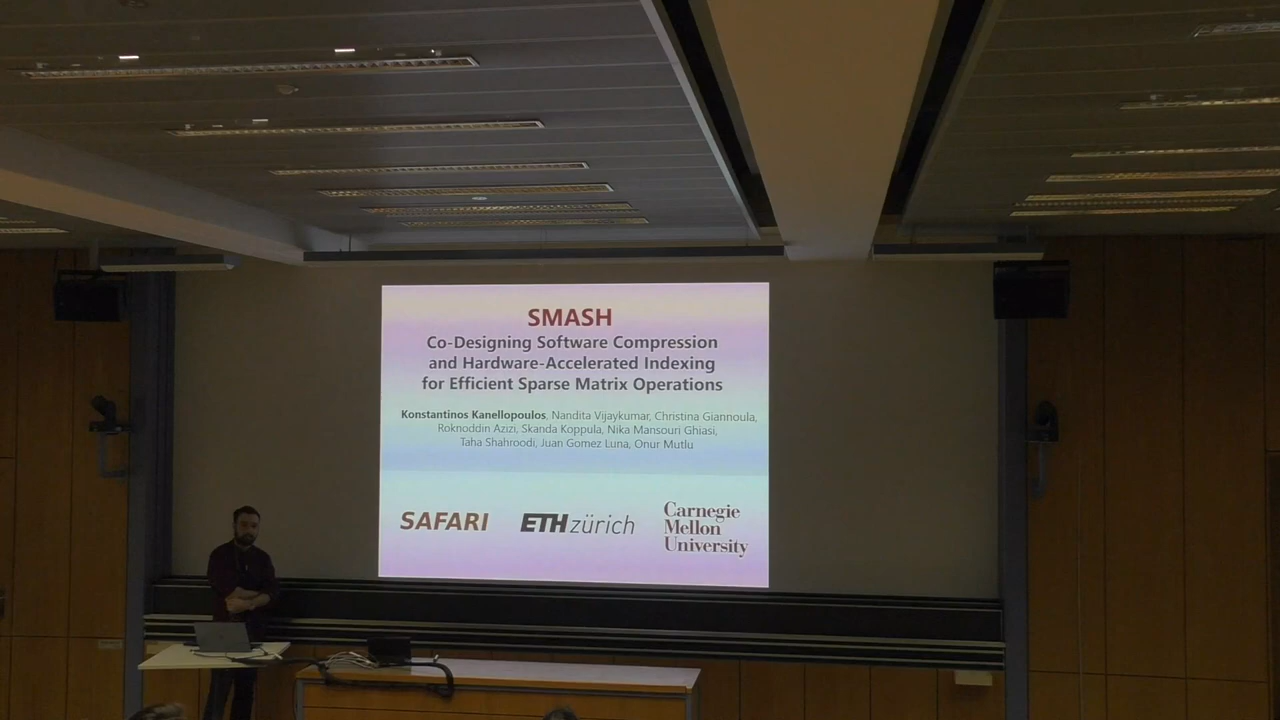 SMASH
Co-Designing Software Compression
and Hardware-Accelerated Indexing
for Efficient Sparse Matrix Operations
Konstantinos Kanellopoulos, Nandita Vijaykumar, Christina Giannoula,
Roknoddin Azizi, Skanda Koppula, Nika Mansouri Ghiasi,
Taha Shahroodi, Juan Gomez Luna, Onur Mutlu
SAFARI
ETH zürich
Carnegie
Mellon
University